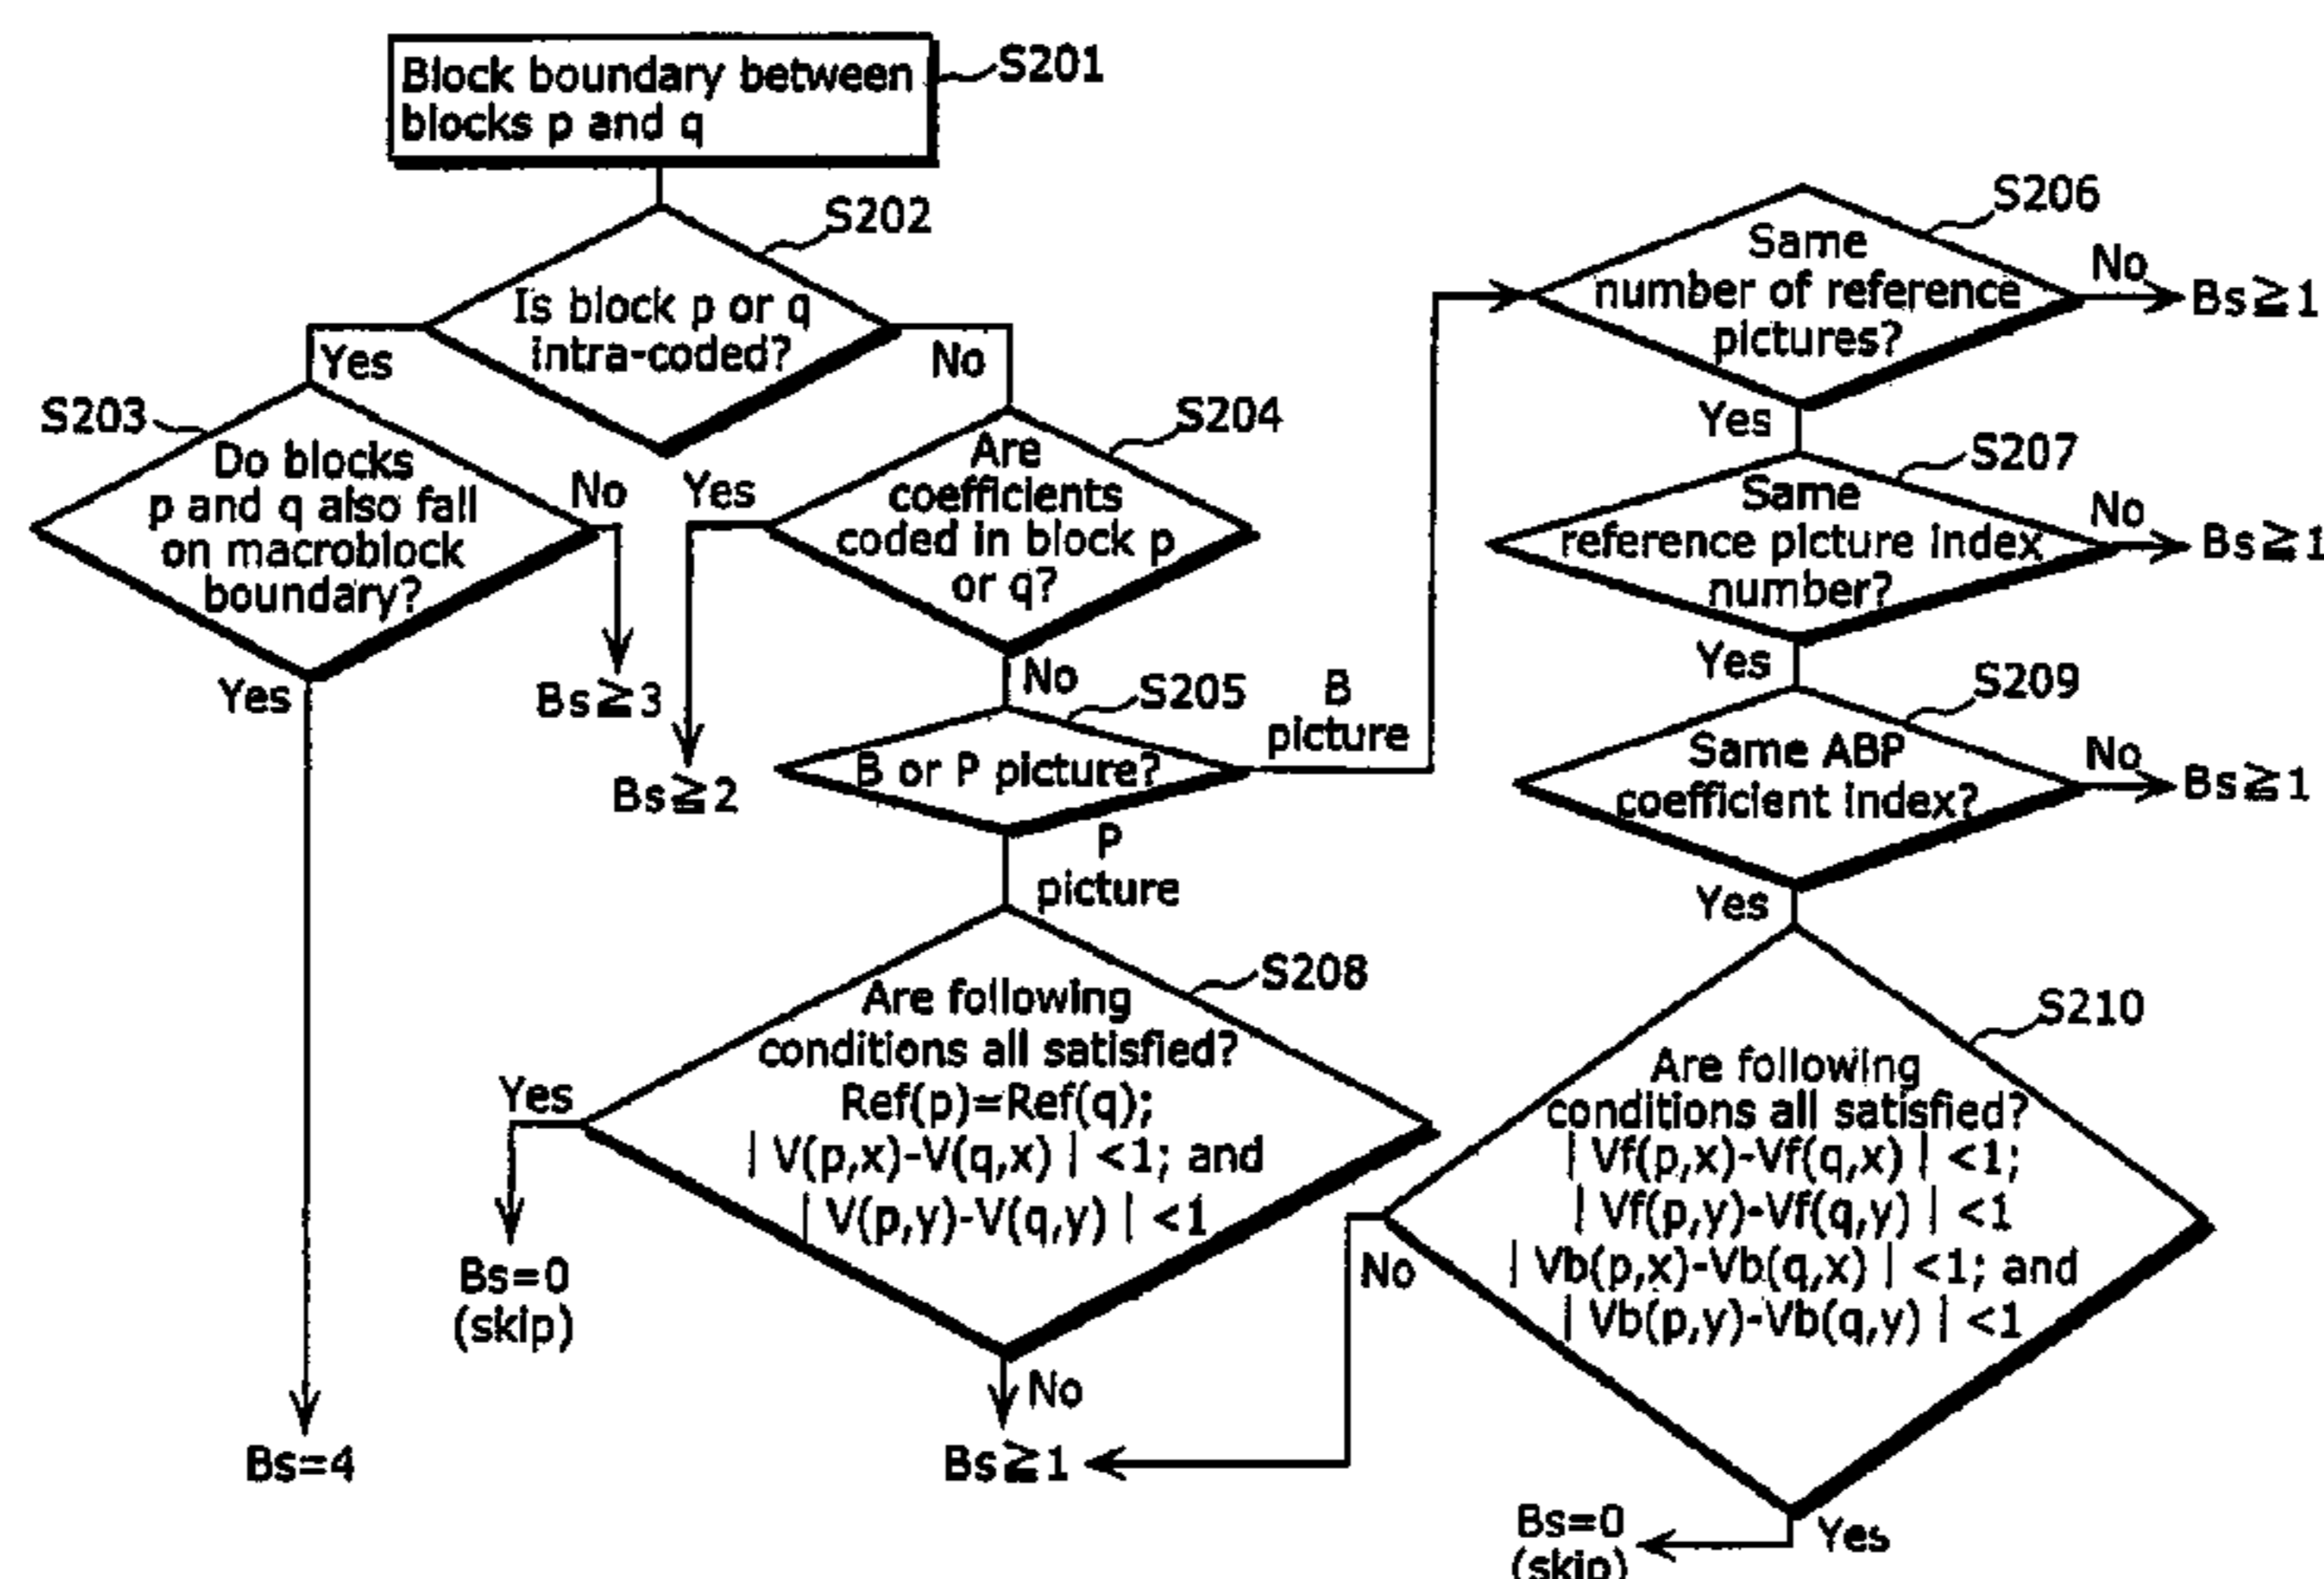 Block boundary between
blocks p and q
S201
S202
Is block p or q
intra-coded?
Yes
No
S203
Do blocks
p and q also fall
on macroblock
boundary?
No
Yes
Bs≧3
S204
Are
coefficients
coded in block p
or q?
Yes
No
Bs≧2
S205
B or P picture?
B
picture
P
picture
S208
Are following
conditions all satisfied?
Ref(p)=Ref(q);
| V(p,x)-V(q,x) | <1; and
| V(p,y)-V(q,y) | <1
Yes
Bs=0
(skip)
No
Bs=4
Bs≧1
S206
Same
number of reference
pictures?
No
Bs≧1
Yes
S207
Same
reference picture index
number?
No
Bs≧1
Yes
S209
Same ABP
coefficient index?
No
Bs≧1
Yes
S210
Are following
conditions all satisfied?
| Vf(p,x)-Vf(q,x) | <1;
| Vf(p,y)-Vf(q,y) | <1
| Vb(p,x)-Vb(q,x) | <1; and
| Vb(p,y)-Vb(q,y) | <1
No
Yes
Bs=0
(skip)